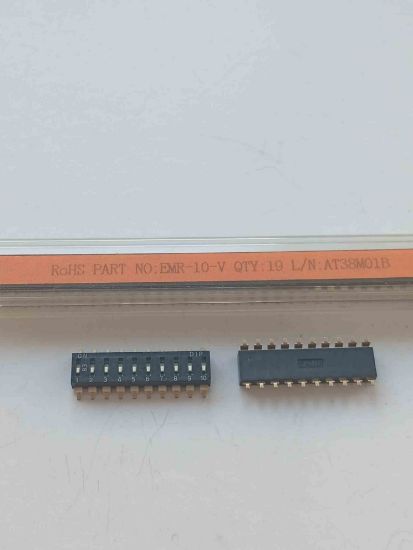 RoHS PART NO:EMR-10-V QTY:19 L/N:AT38M01B
ON DIP
1 2 3 4 5 6 7 8 9 10